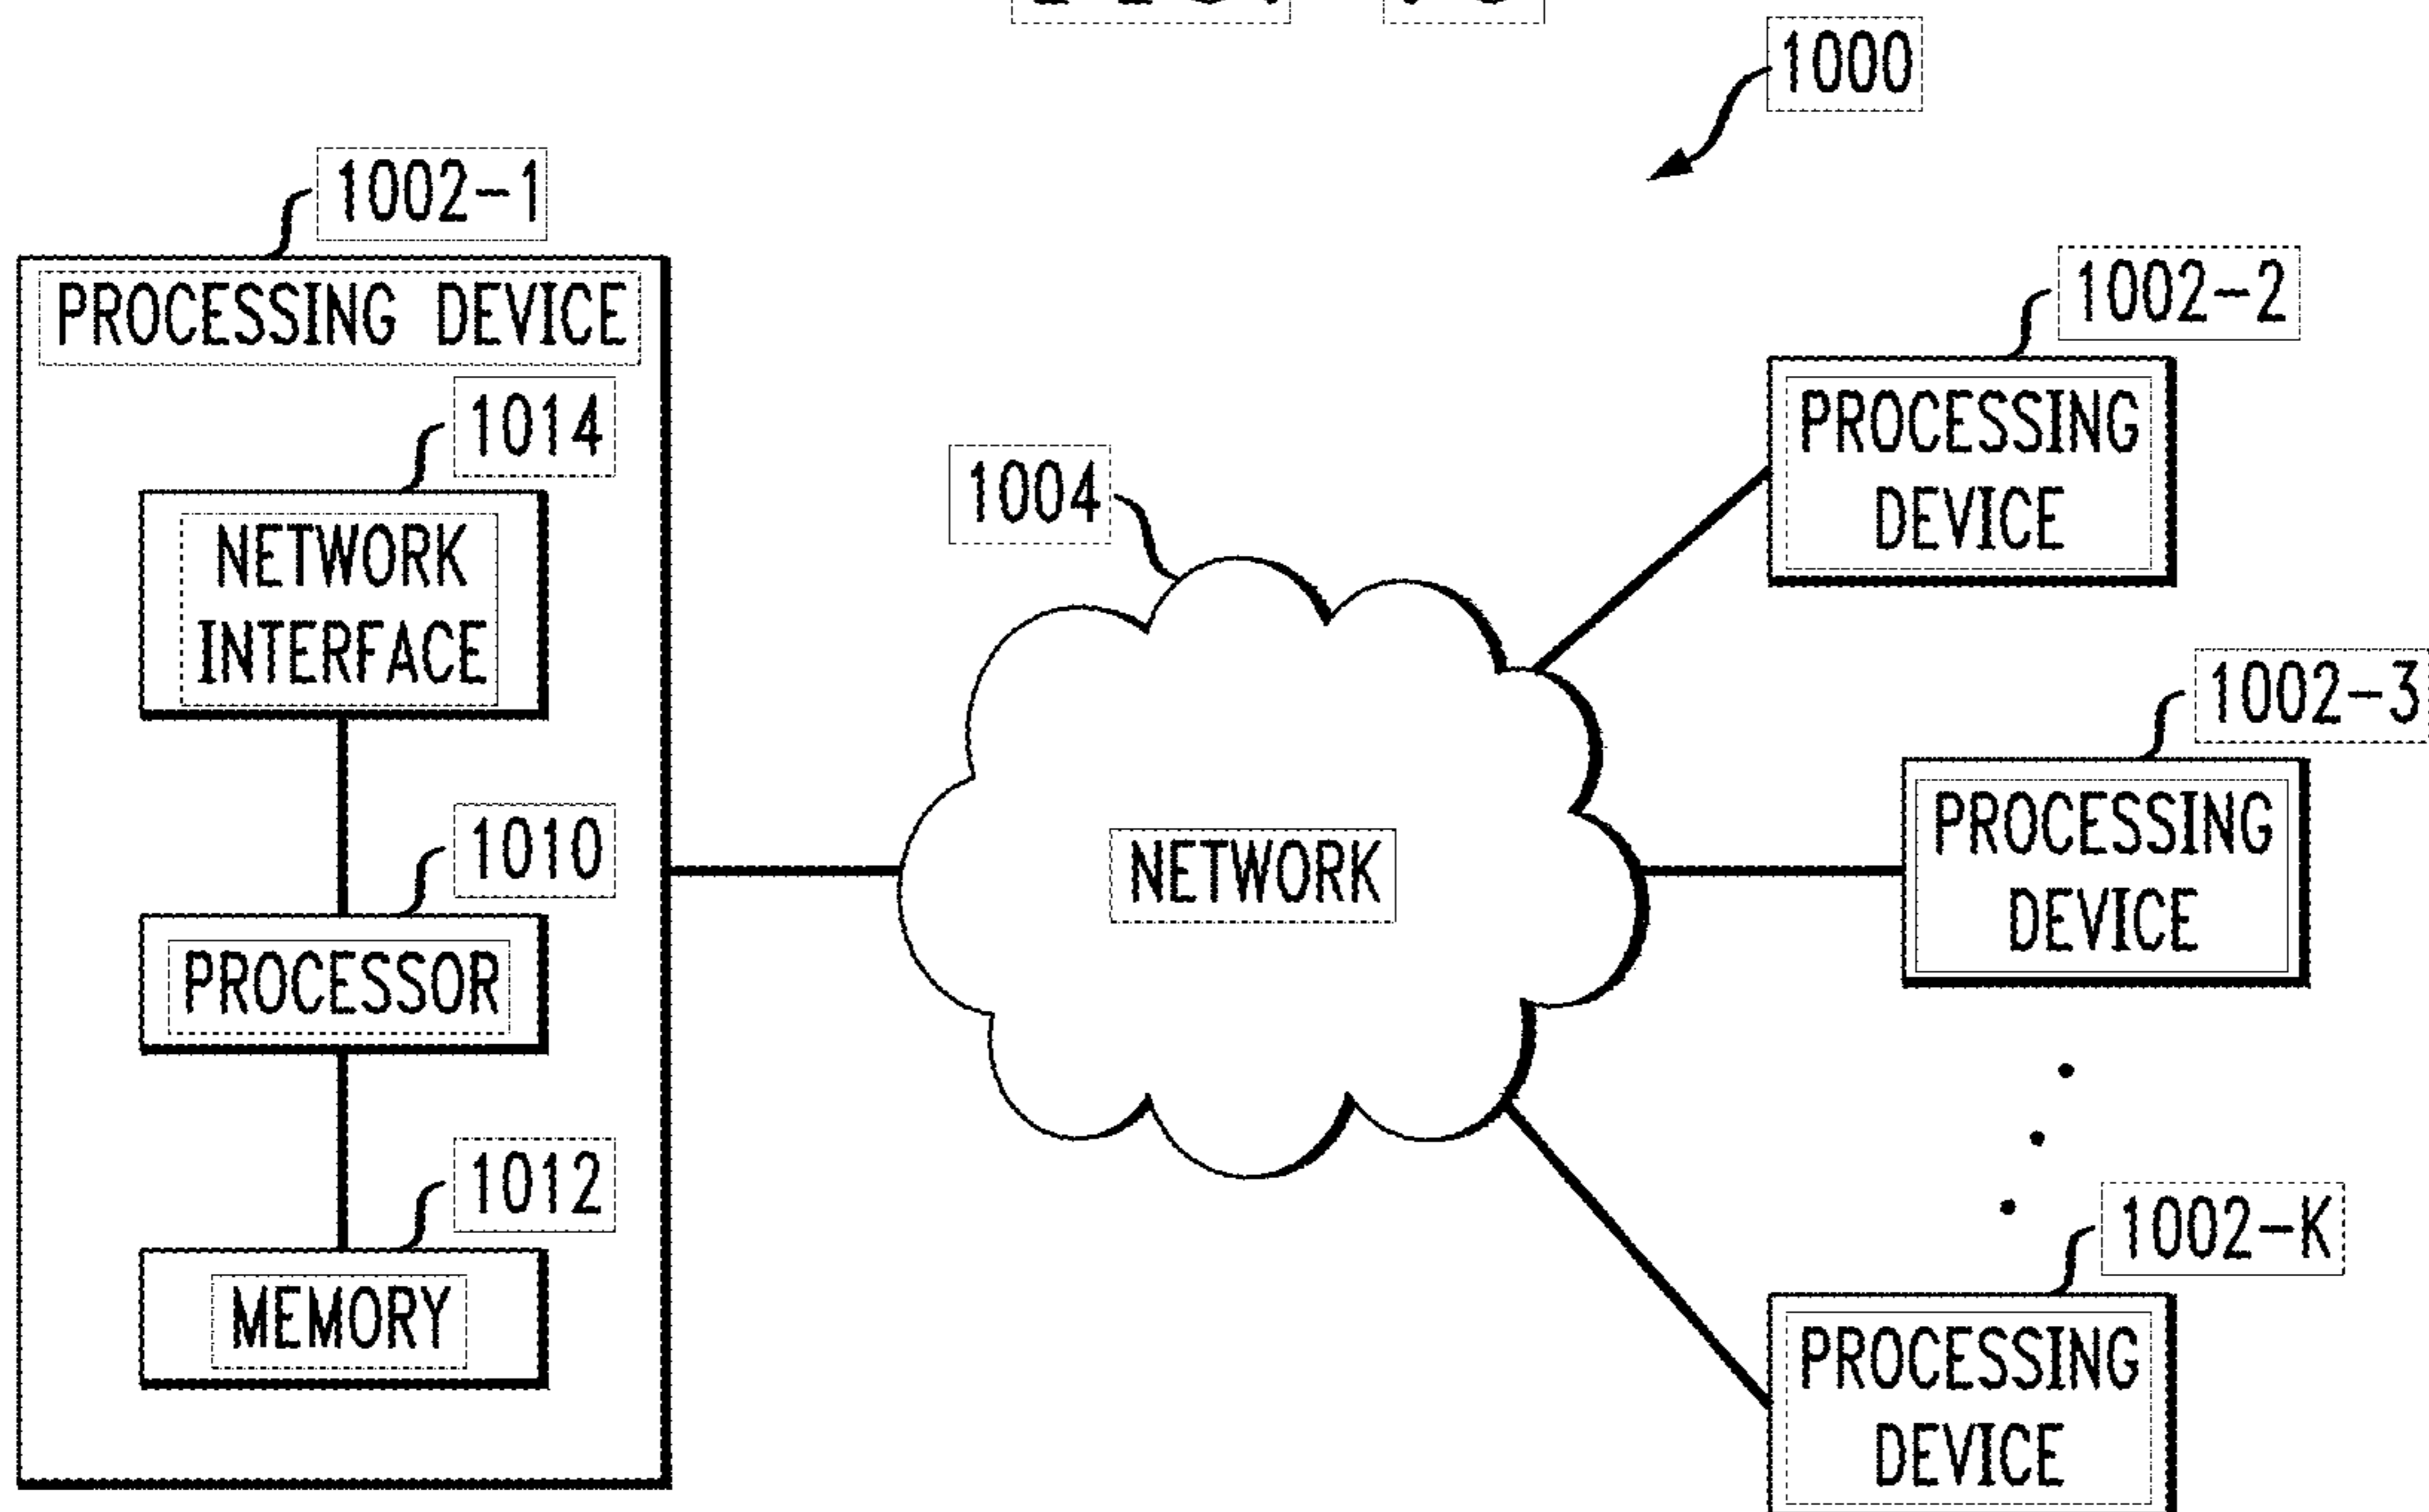 1000
1002-1
PROCESSING DEVICE
1014
NETWORK
INTERFACE
1010
PROCESSOR
1012
MEMORY
1004
NETWORK
1002-2
PROCESSING
DEVICE
1002-3
PROCESSING
DEVICE
1002-K
PROCESSING
DEVICE